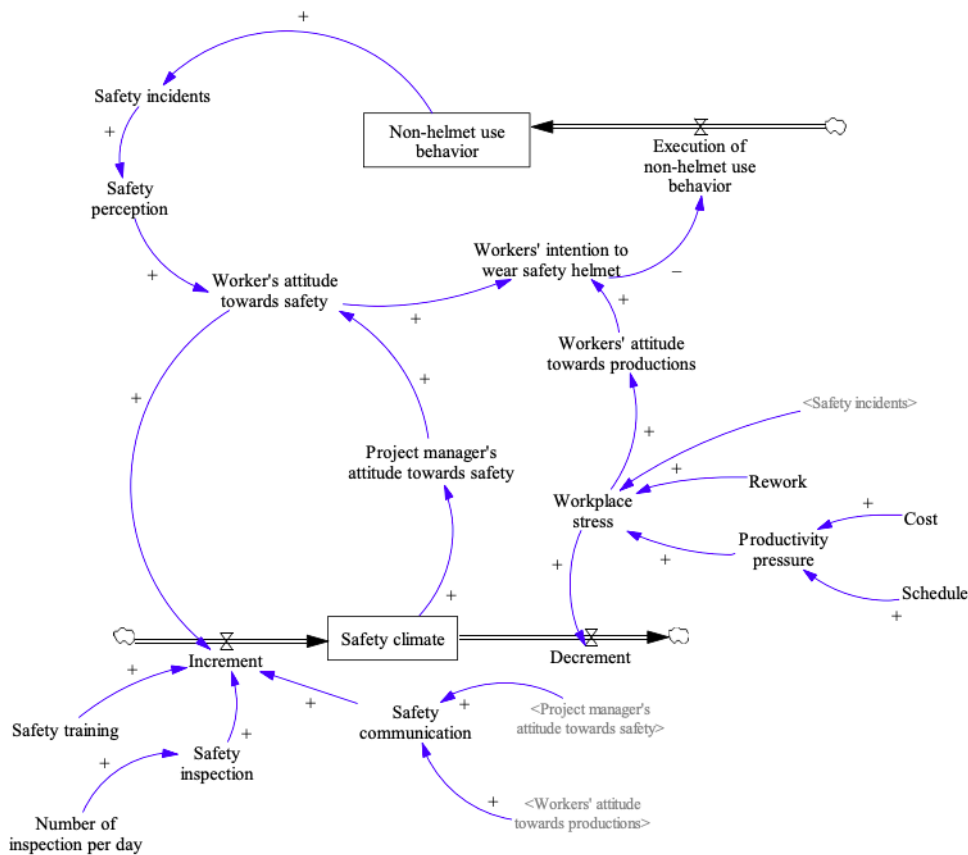 +
Safety incidents
+
Non-helmet use
behavior
Execution of
non-helmet use
behavior
Safety
perception
+
Workers' intention to
wear safety helmet
−
Worker's attitude
towards safety
+
+
Workers' attitude
towards productions
+
+
<Safety incidents>
+
Project manager's
attitude towards safety
+
Rework
Workplace
stress
+
Cost
Productivity
pressure
+
+
Schedule
+
+
Safety climate
Increment
Decrement
+
Safety training
+
Safety
inspection
+
Number of
inspection per day
+
Safety
communication
+
<Project manager's
attitude towards safety>
+
<Workers' attitude
towards productions>